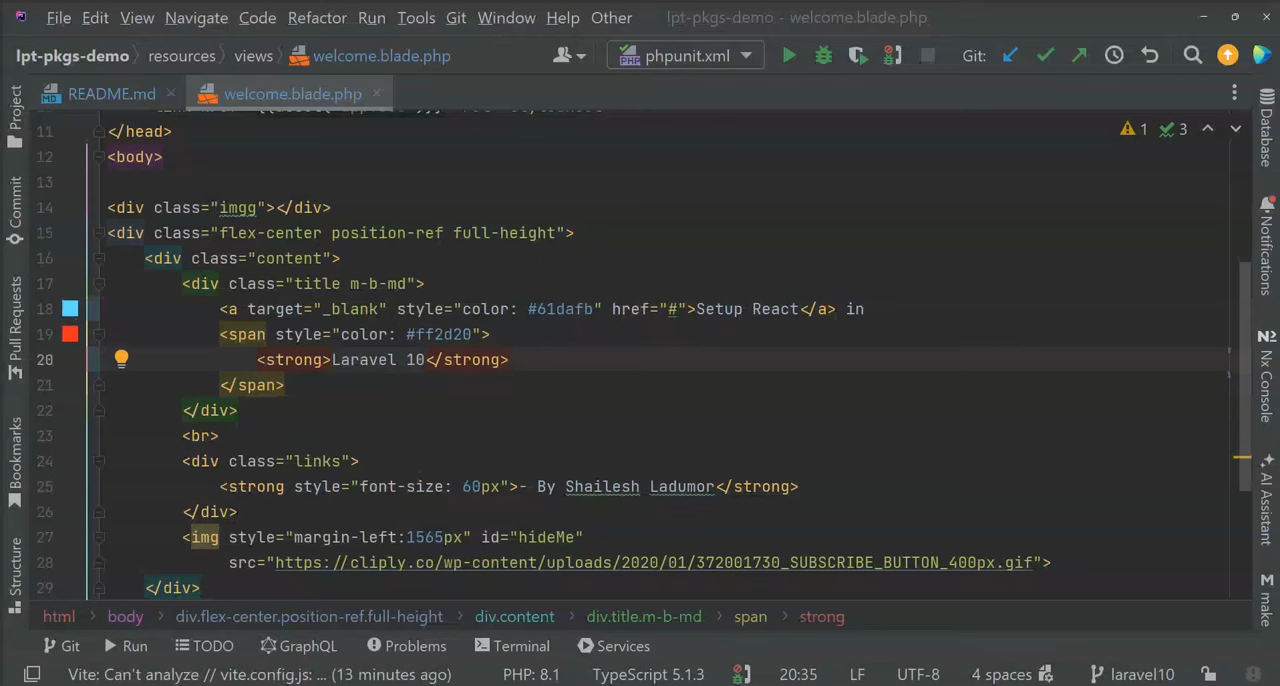 File Edit View Navigate Code Refactor Run Tools Git Window Help Other lpt-pkgs-demo - welcome.blade.php
lpt-pkgs-demo resources views welcome.blade.php phpunit.xml Git:
README.md welcome.blade.php
11 </head>
1 3
12 <body>
13
14 <div class="imgg"></div>
15 <div class="flex-center position-ref full-height">
16 <div class="content">
17 <div class="title m-b-md">
18 <a target="_blank" style="color: #61dafb" href="#">Setup React</a> in
19 <span style="color: #ff2d20">
20 <strong>Laravel 10</strong>
21 </span>
22 </div>
23 <br>
24 <div class="links">
25 <strong style="font-size: 60px">- By Shailesh Ladumor</strong>
26 </div>
27 <img style="margin-left:1565px" id="hideMe"
28 src="https://cliply.co/wp-content/uploads/2020/01/372001730_SUBSCRIBE_BUTTON_400px.gif">
29 </div>
Project
Commit
Pull Requests
Bookmarks
Structure
Database
Notifications
Nx Console
AI Assistant
make
html body div.flex-center.position-ref.full-height div.content div.title.m-b-md span strong
Git Run TODO GraphQL Problems Terminal Services
Vite: Can't analyze // vite.config.js: ... (13 minutes ago) PHP: 8.1 TypeScript 5.1.3 20:35 LF UTF-8 4 spaces laravel10